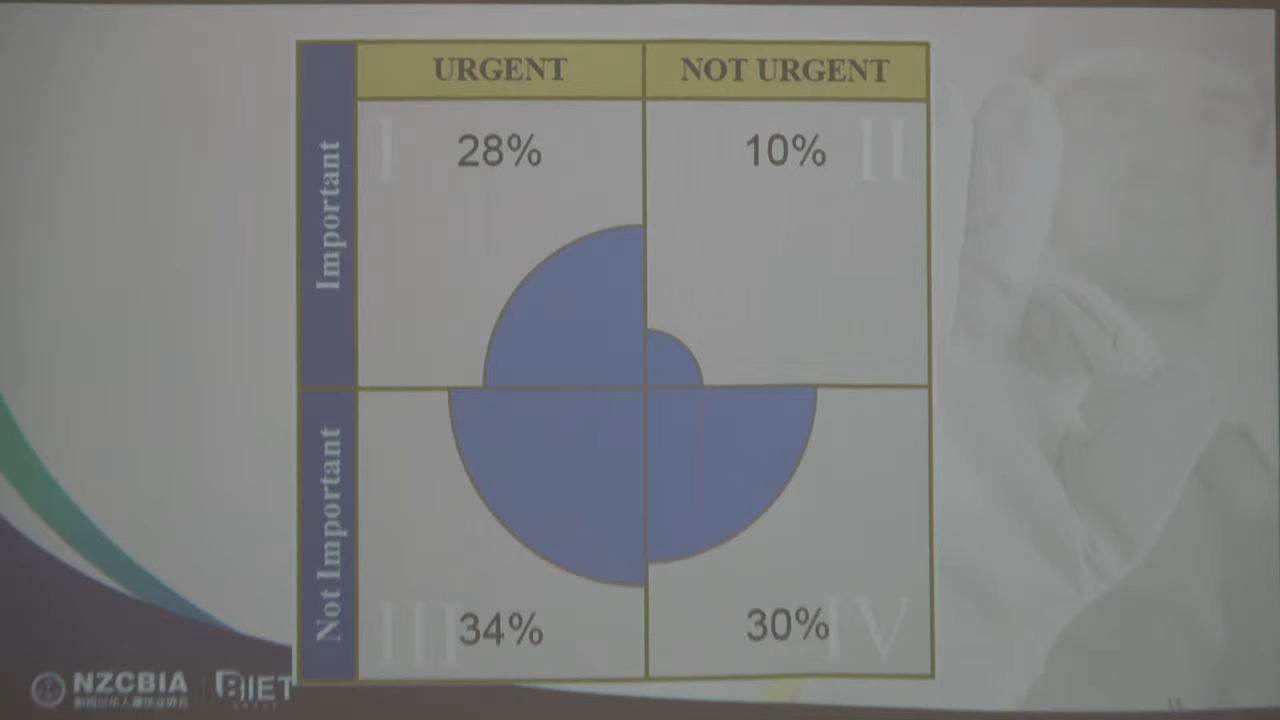 URGENT NOT URGENT
Important
I 28% 10% II
Not Important
III 34% 30% IV
NZCBIA BIET